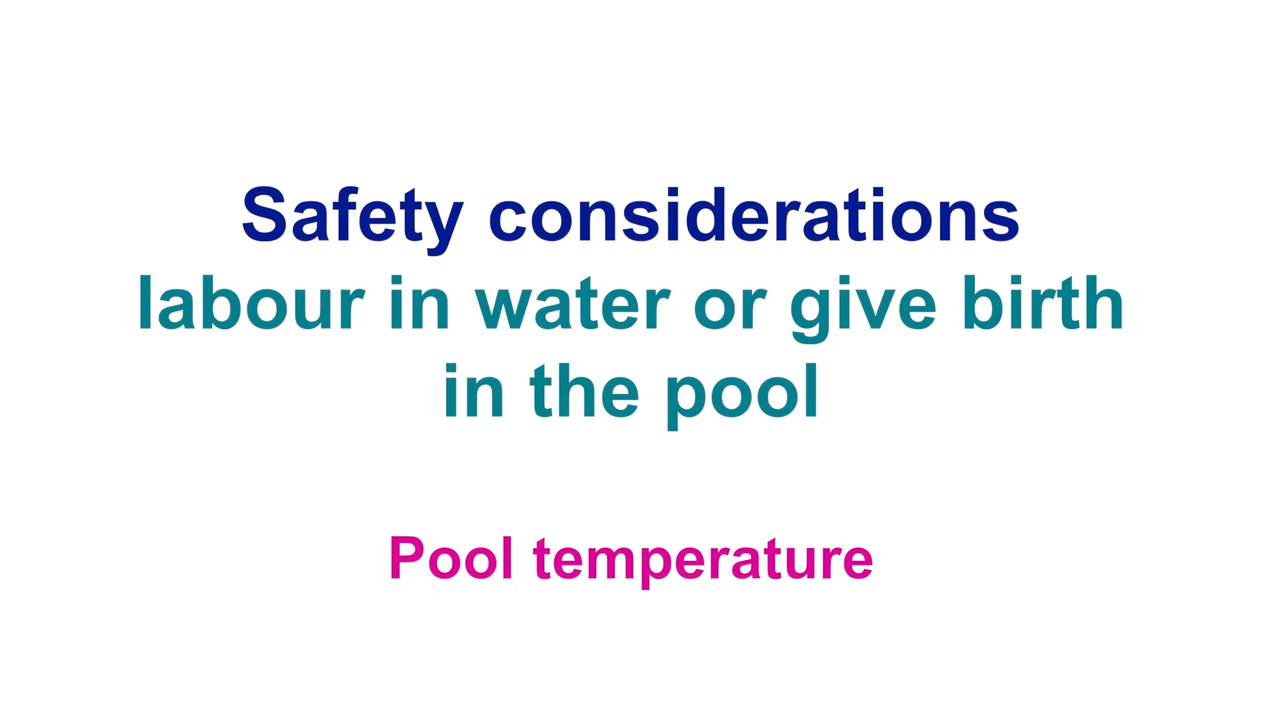 Safety considerations
labour in water or give birth
in the pool
Pool temperature